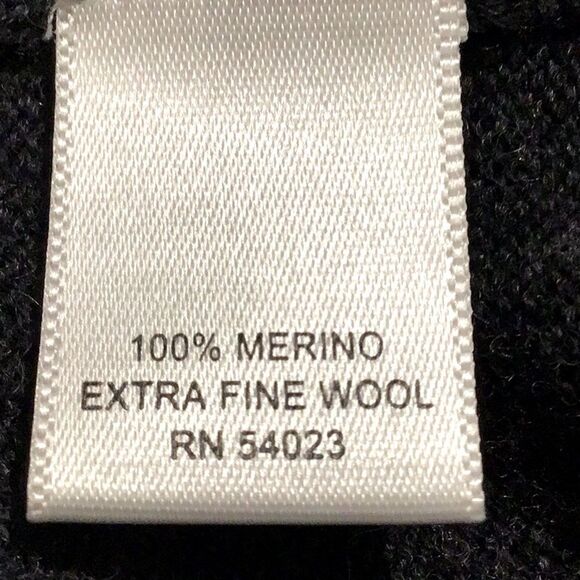 100% MERINO
EXTRA FINE WOOL
RN 54023